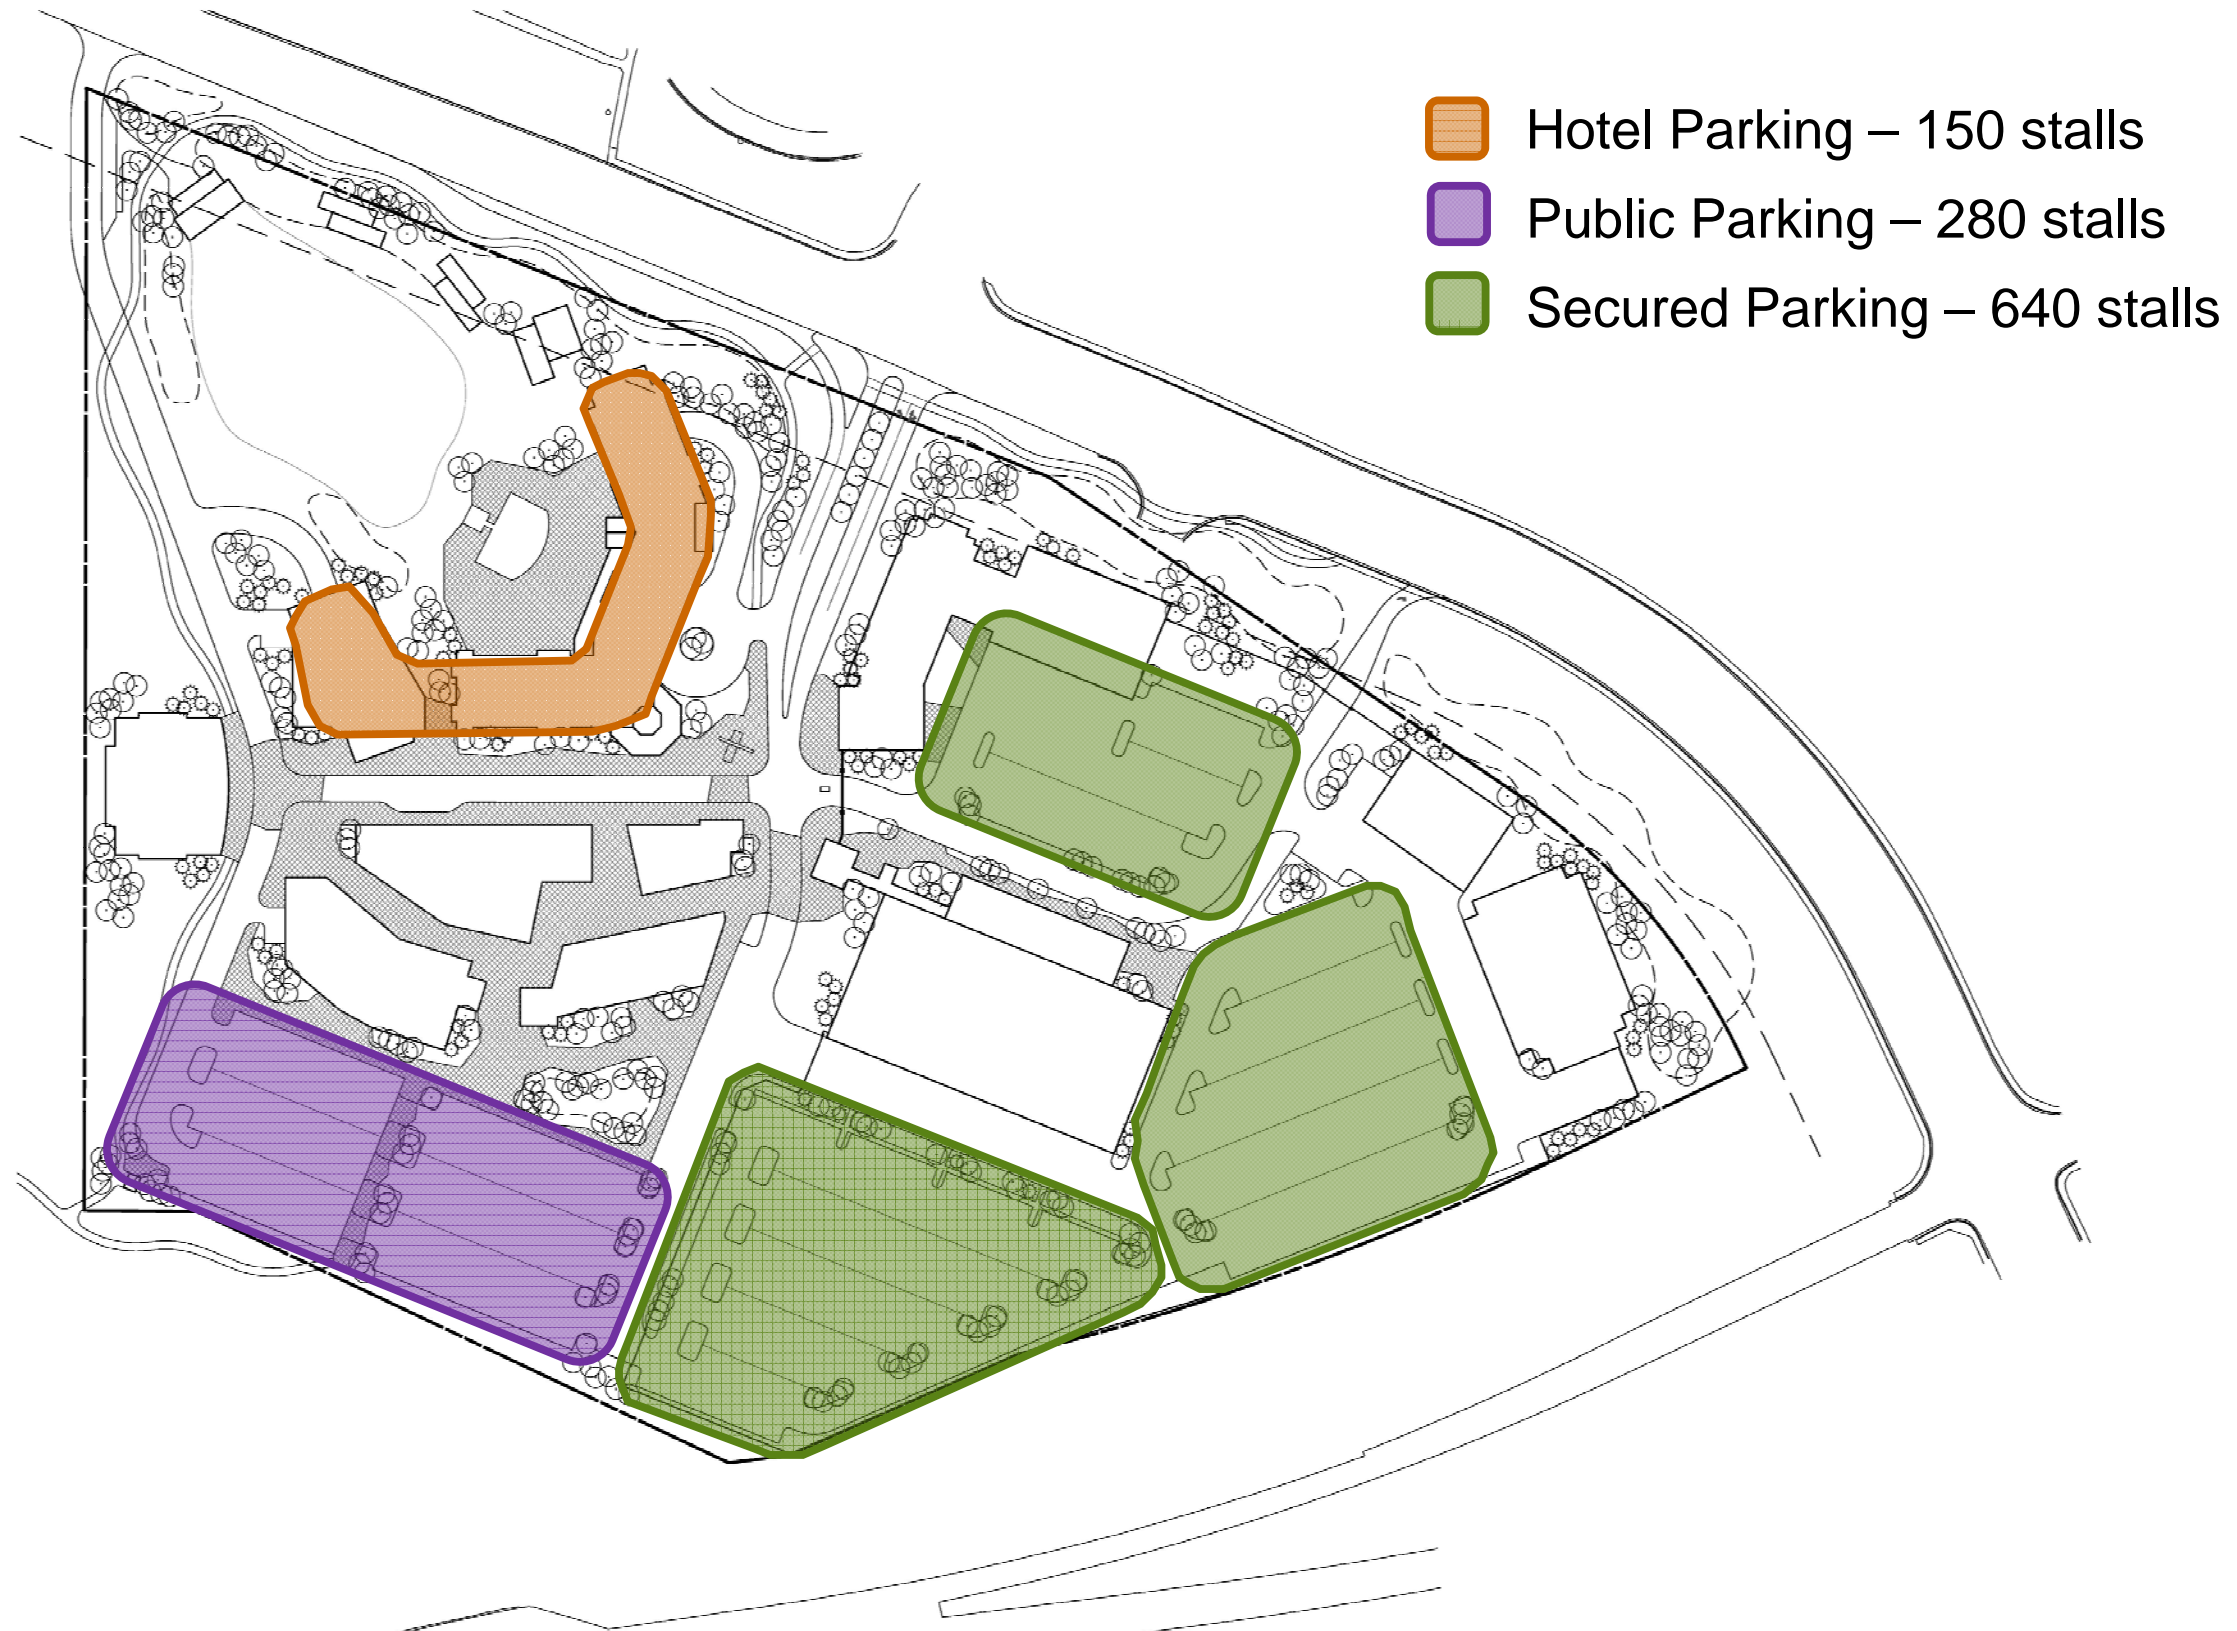 Hotel Parking – 150 stalls
Public Parking – 280 stalls
Secured Parking – 640 stalls